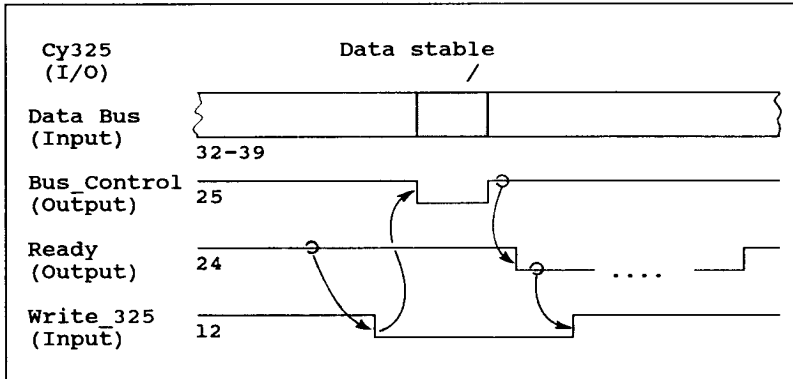 Cy325
(I/O)
Data stable
Data Bus
(Input)
32-39
Bus_Control
(Output)
25
Ready
(Output)
24
....
Write_325
(Input)
12